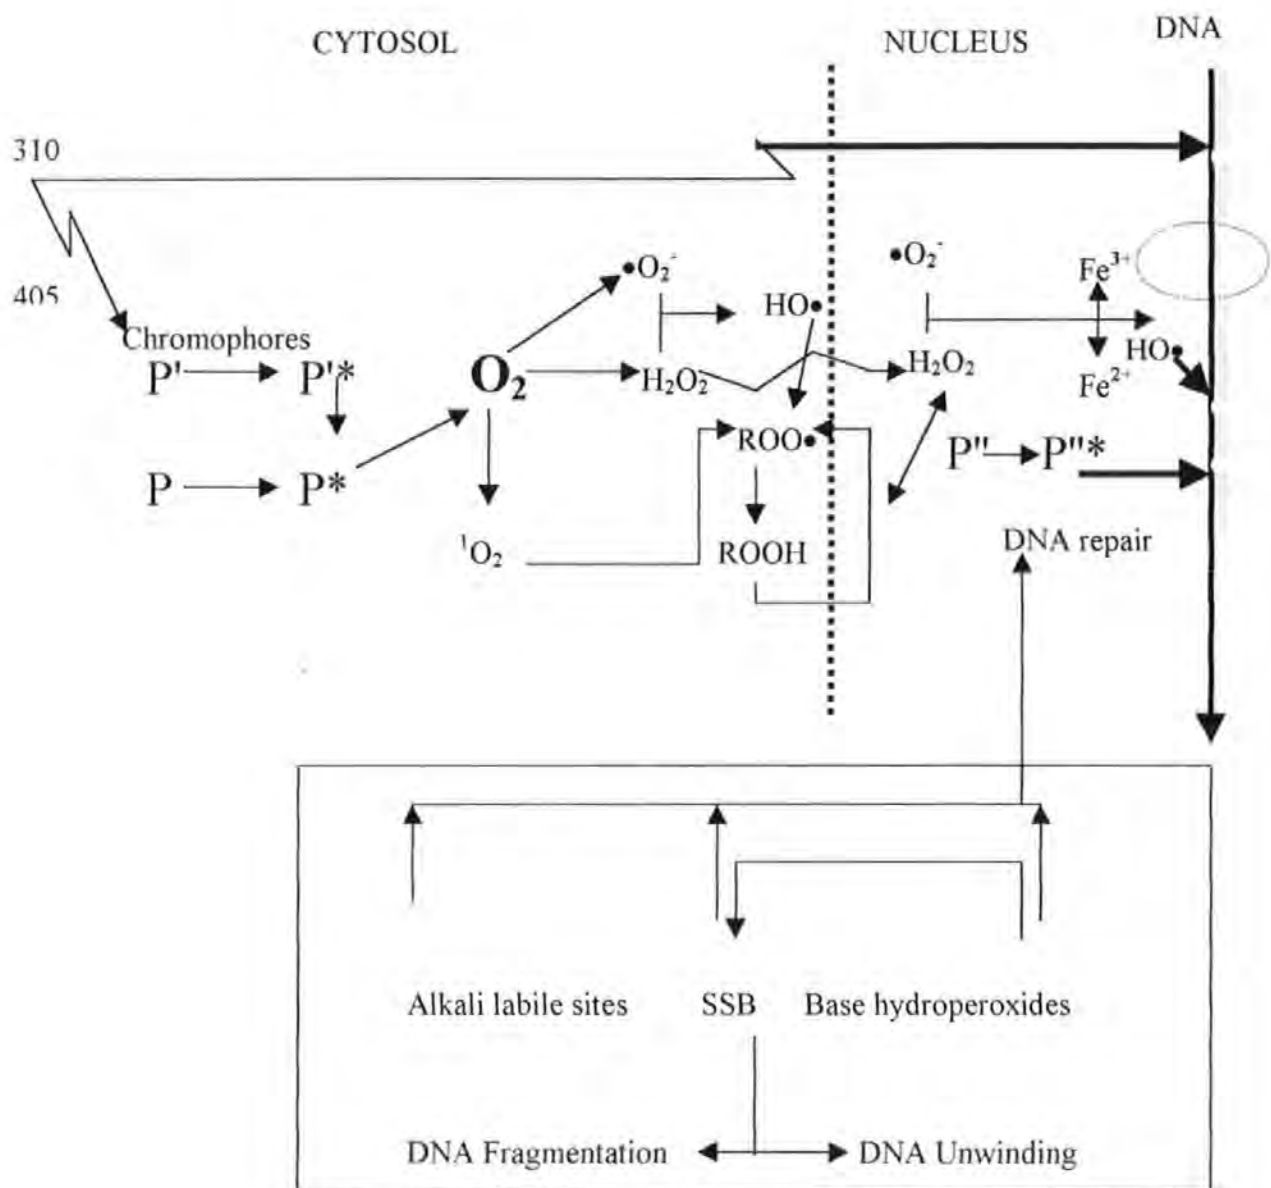 CYTOSOL NUCLEUS DNA
310
•O₂⁻ •O₂⁻ Fe³⁺
405 HO•
Chromophores HO•
P' P'* O₂ H₂O₂ H₂O₂ Fe²⁺
ROO• P" P"*
P P*
¹O₂ ROOH DNA repair
Alkali labile sites SSB Base hydroperoxides
DNA Fragmentation DNA Unwinding